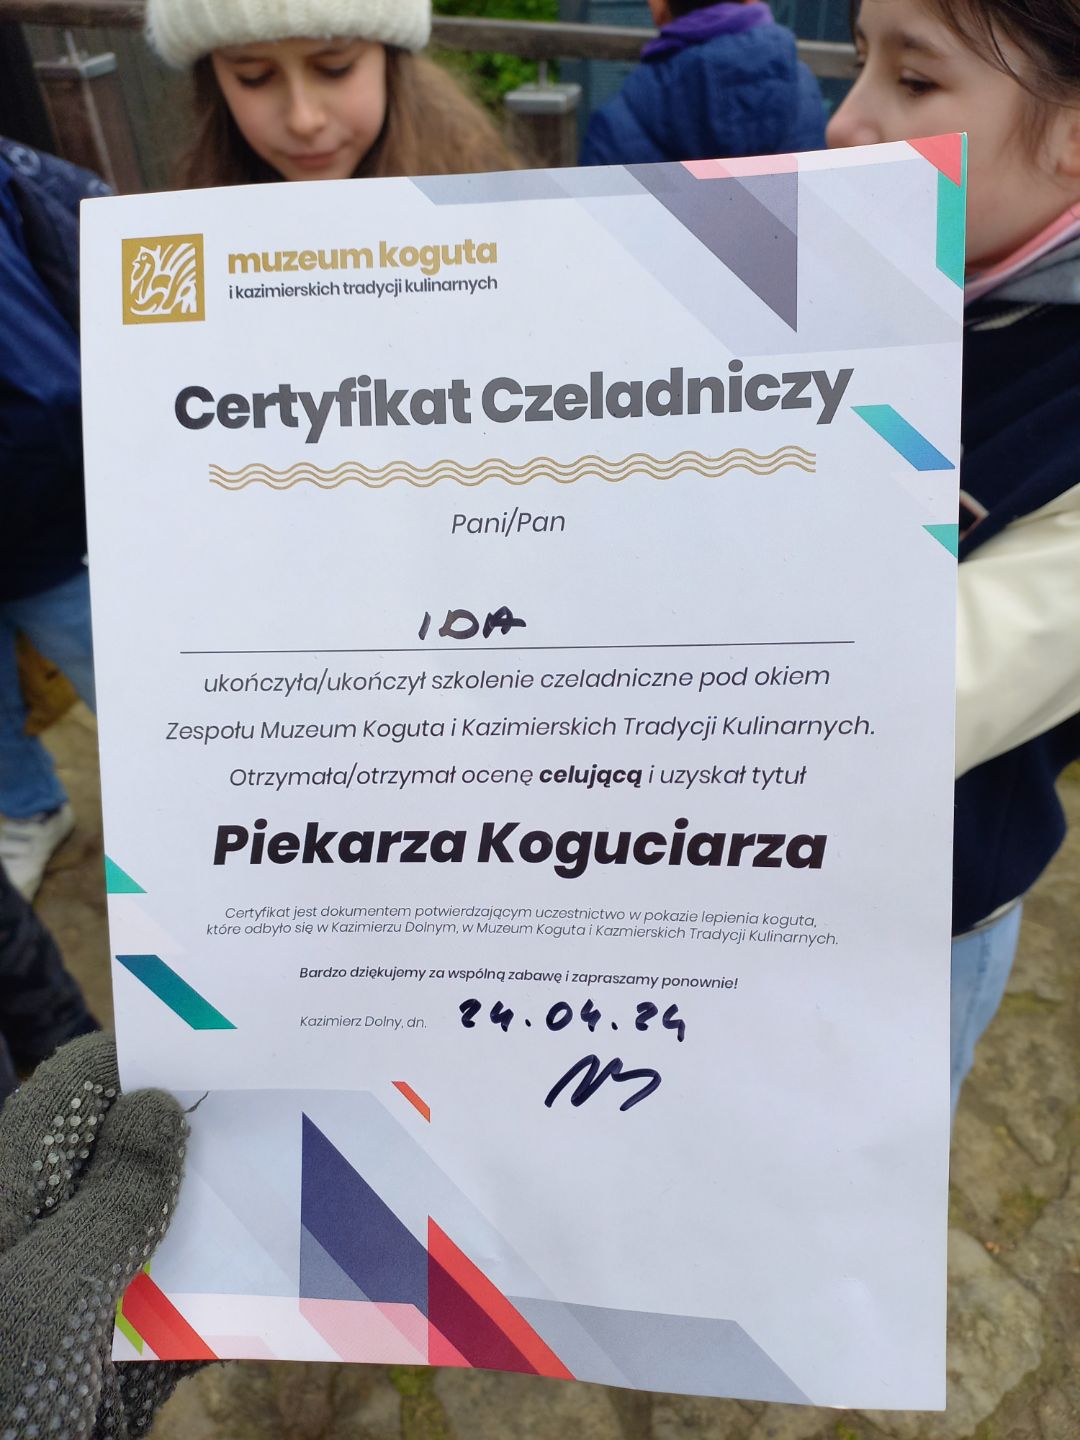 muzeum koguta
i kazimierskich tradycji kulinarnych
Certyfikat Czeladniczy
Pani/Pan
IDA
ukończyła/ukończył szkolenie czeladnicze pod okiem
Zespołu Muzeum Koguta i Kazimierskich Tradycji Kulinarnych.
Otrzymała/otrzymał ocenę celującą i uzyskał tytuł
Piekarza Koguciarza
Certyfikat jest dokumentem potwierdzającym uczestnictwo w pokazie lepienia koguta,
które odbyło się w Kazimierzu Dolnym, w Muzeum Koguta i Kazmierskich Tradycji Kulinarnych.
Bardzo dziękujemy za wspólną zabawę i zapraszamy ponownie!
Kazimierz Dolny, dn. 24.04.24